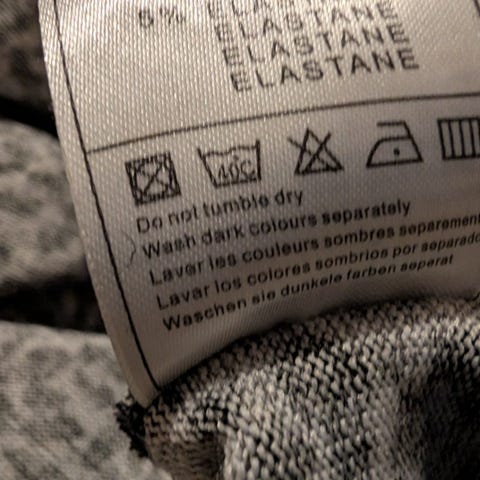 5% ELASTANE
ELASTANE
ELASTANE
ELASTANE
40°C
Do not tumble dry
Wash dark colours separately
Laver les couleurs sombres separement
Lavar los colores sombrios por separado
Waschen sie dunkele farben seperat